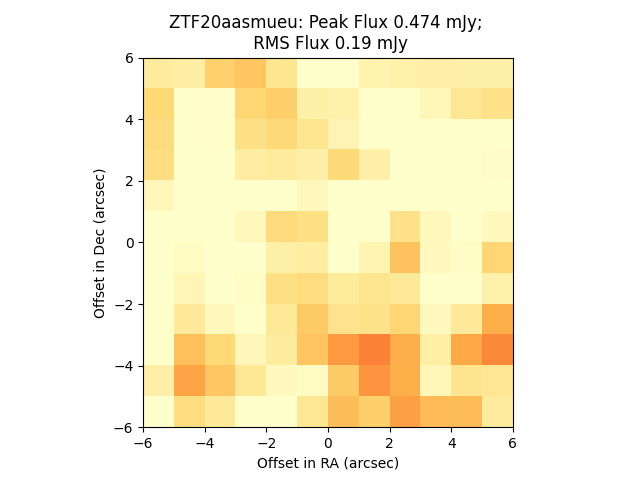 ZTF20aasmueu: Peak Flux 0.474 mJy;
RMS Flux 0.19 mJy
6
4
2
0
−2
−4
−6
Offset in Dec (arcsec)
−6 −4 −2 0 2 4 6
Offset in RA (arcsec)